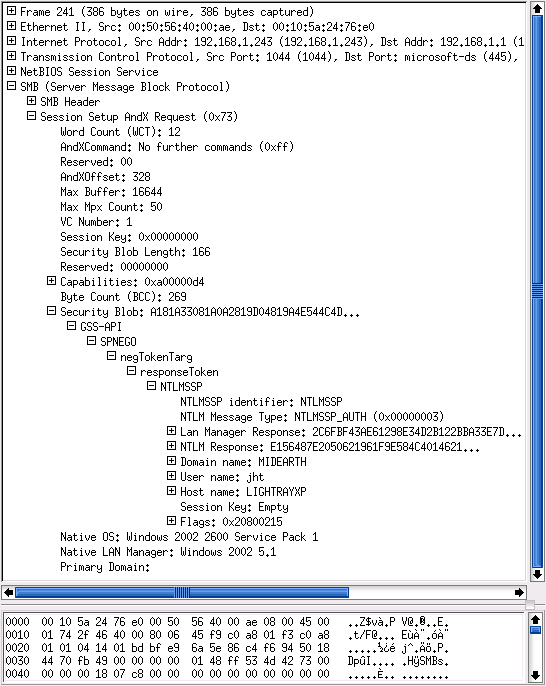 Frame 241 (386 bytes on wire, 386 bytes captured)
Ethernet II, Src: 00:50:56:40:00:ae, Dst: 00:10:5a:24:76:e0
Internet Protocol, Src Addr: 192.168.1.243 (192.168.1.243), Dst Addr: 192.168.1.1 (1
Transmission Control Protocol, Src Port: 1044 (1044), Dst Port: microsoft-ds (445),
NetBIOS Session Service
SMB (Server Message Block Protocol)
SMB Header
Session Setup AndX Request (0x73)
Word Count (WCT): 12
AndXCommand: No further commands (0xff)
Reserved: 00
AndXOffset: 328
Max Buffer: 16644
Max Mpx Count: 50
VC Number: 1
Session Key: 0x00000000
Security Blob Length: 166
Reserved: 00000000
Capabilities: 0xa00000d4
Byte Count (BCC): 269
Security Blob: A181A33081A0A2819D04819A4E544C4D...
GSS-API
SPNEGO
negTokenTarg
responseToken
NTLMSSP
NTLMSSP identifier: NTLMSSP
NTLM Message Type: NTLMSSP_AUTH (0x00000003)
Lan Manager Response: 2C6FBF43AE61298E34D2B122BBA33E7D...
NTLM Response: E156487E2050621961F9E584C4014621...
Domain name: MIDEARTH
User name: jht
Host name: LIGHTRAYXP
Session Key: Empty
Flags: 0x20800215
Native OS: Windows 2002 2600 Service Pack 1
Native LAN Manager: Windows 2002 5.1
Primary Domain:
0000 00 10 5a 24 76 e0 00 50 56 40 00 ae 08 00 45 00 ..Z$và.P V@.®..E.
0010 01 74 2f 46 40 00 80 06 45 f9 c0 a8 01 f3 c0 a8 .t/F@... EùÀ¨.óÀ¨
0020 01 01 04 14 01 bd bf e9 6a 5e 86 c4 f6 94 50 18 .....½¿é j^.Äö.P.
0030 44 70 fb 49 00 00 00 00 01 48 ff 53 4d 42 73 00 DpûI.... .HÿSMBs.
0040 00 00 00 18 07 c8 00 00 00 00 00 00 00 00 00 00 .....È.. ........